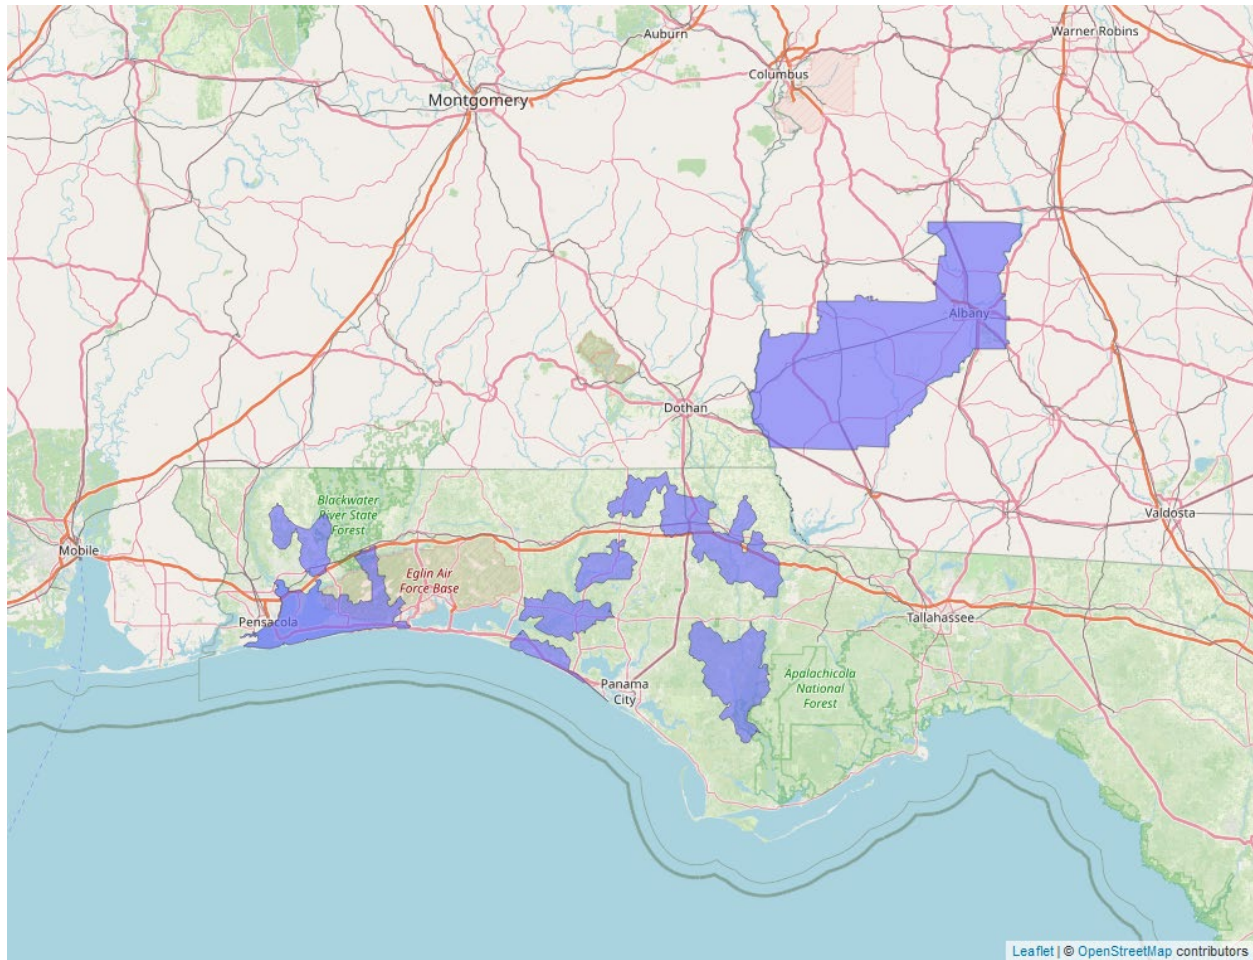 Auburn
Warner Robins
Columbus
Montgomery
Albany
Dothan
Blackwater
River State
Forest
Valdosta
Mobile
Eglin Air
Force Base
Pensacola
Tallahassee
Panama
City
Apalachicola
National
Forest
Leaflet | © OpenStreetMap contributors